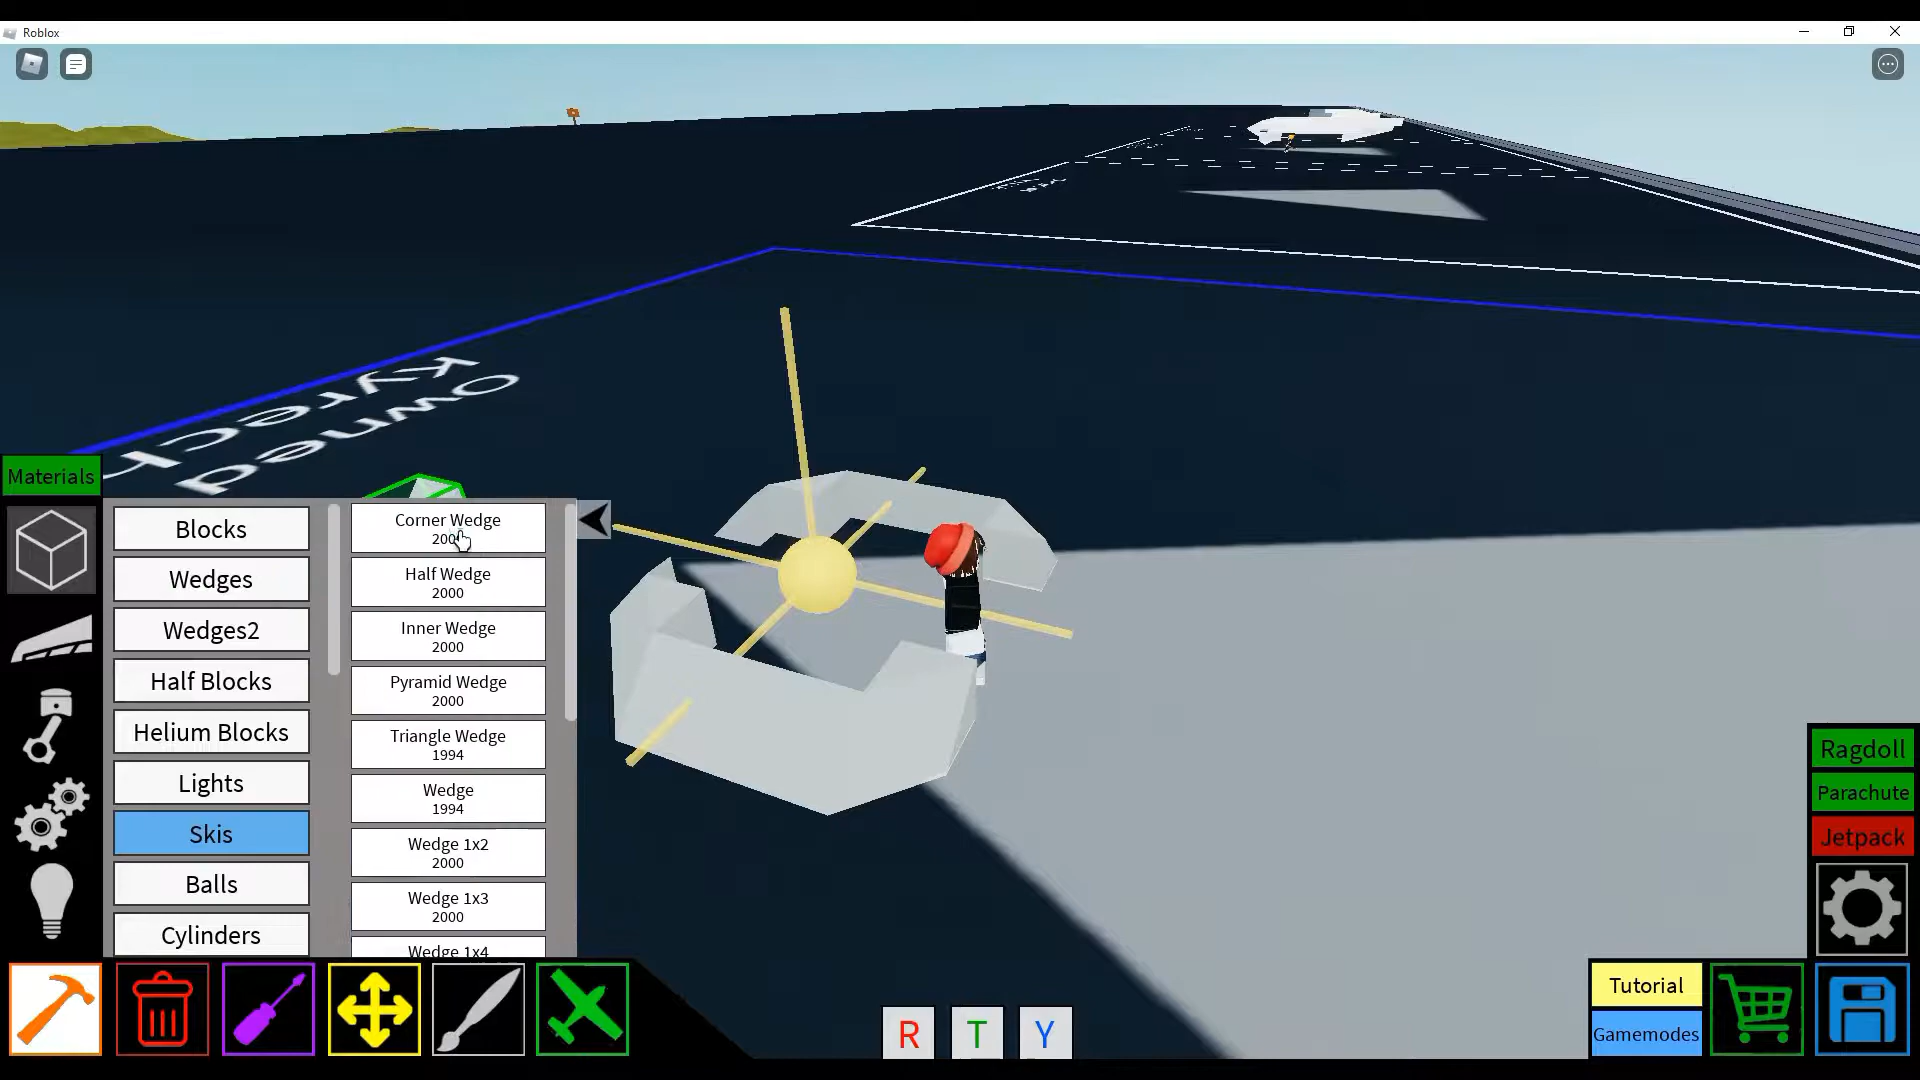 Roblox
Owned
Kyrech
Materials
Blocks
Wedges
Wedges2
Half Blocks
Helium Blocks
Lights
Skis
Balls
Cylinders
Corner Wedge
Half Wedge
2000
Inner Wedge
2000
Pyramid Wedge
2000
Triangle Wedge
1994
Wedge
1994
Wedge 1x2
2000
Wedge 1x3
2000
Wedge 1x4
Ragdoll
Parachute
Jetpack
Tutorial
Gamemodes
R T Y